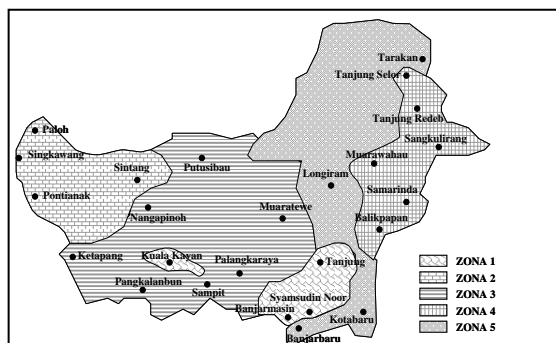 Tarakan
Tanjung Selor
Tanjung Redeb
Paloh
Sangkulirang
Singkawang
Putusibau
Muarawahau
Sintang
Longiram
Pontianak
Samarinda
Nangapinoh
Muaratewe
Balikpapan
Ketapang
Kuala Kayan
Palangkaraya
Tanjung
ZONA 1
ZONA 2
Pangkalanbun
Sampit
Syamsudin Noor
ZONA 3
Banjarmasin
Kotabaru
ZONA 4
Banjarbaru
ZONA 5